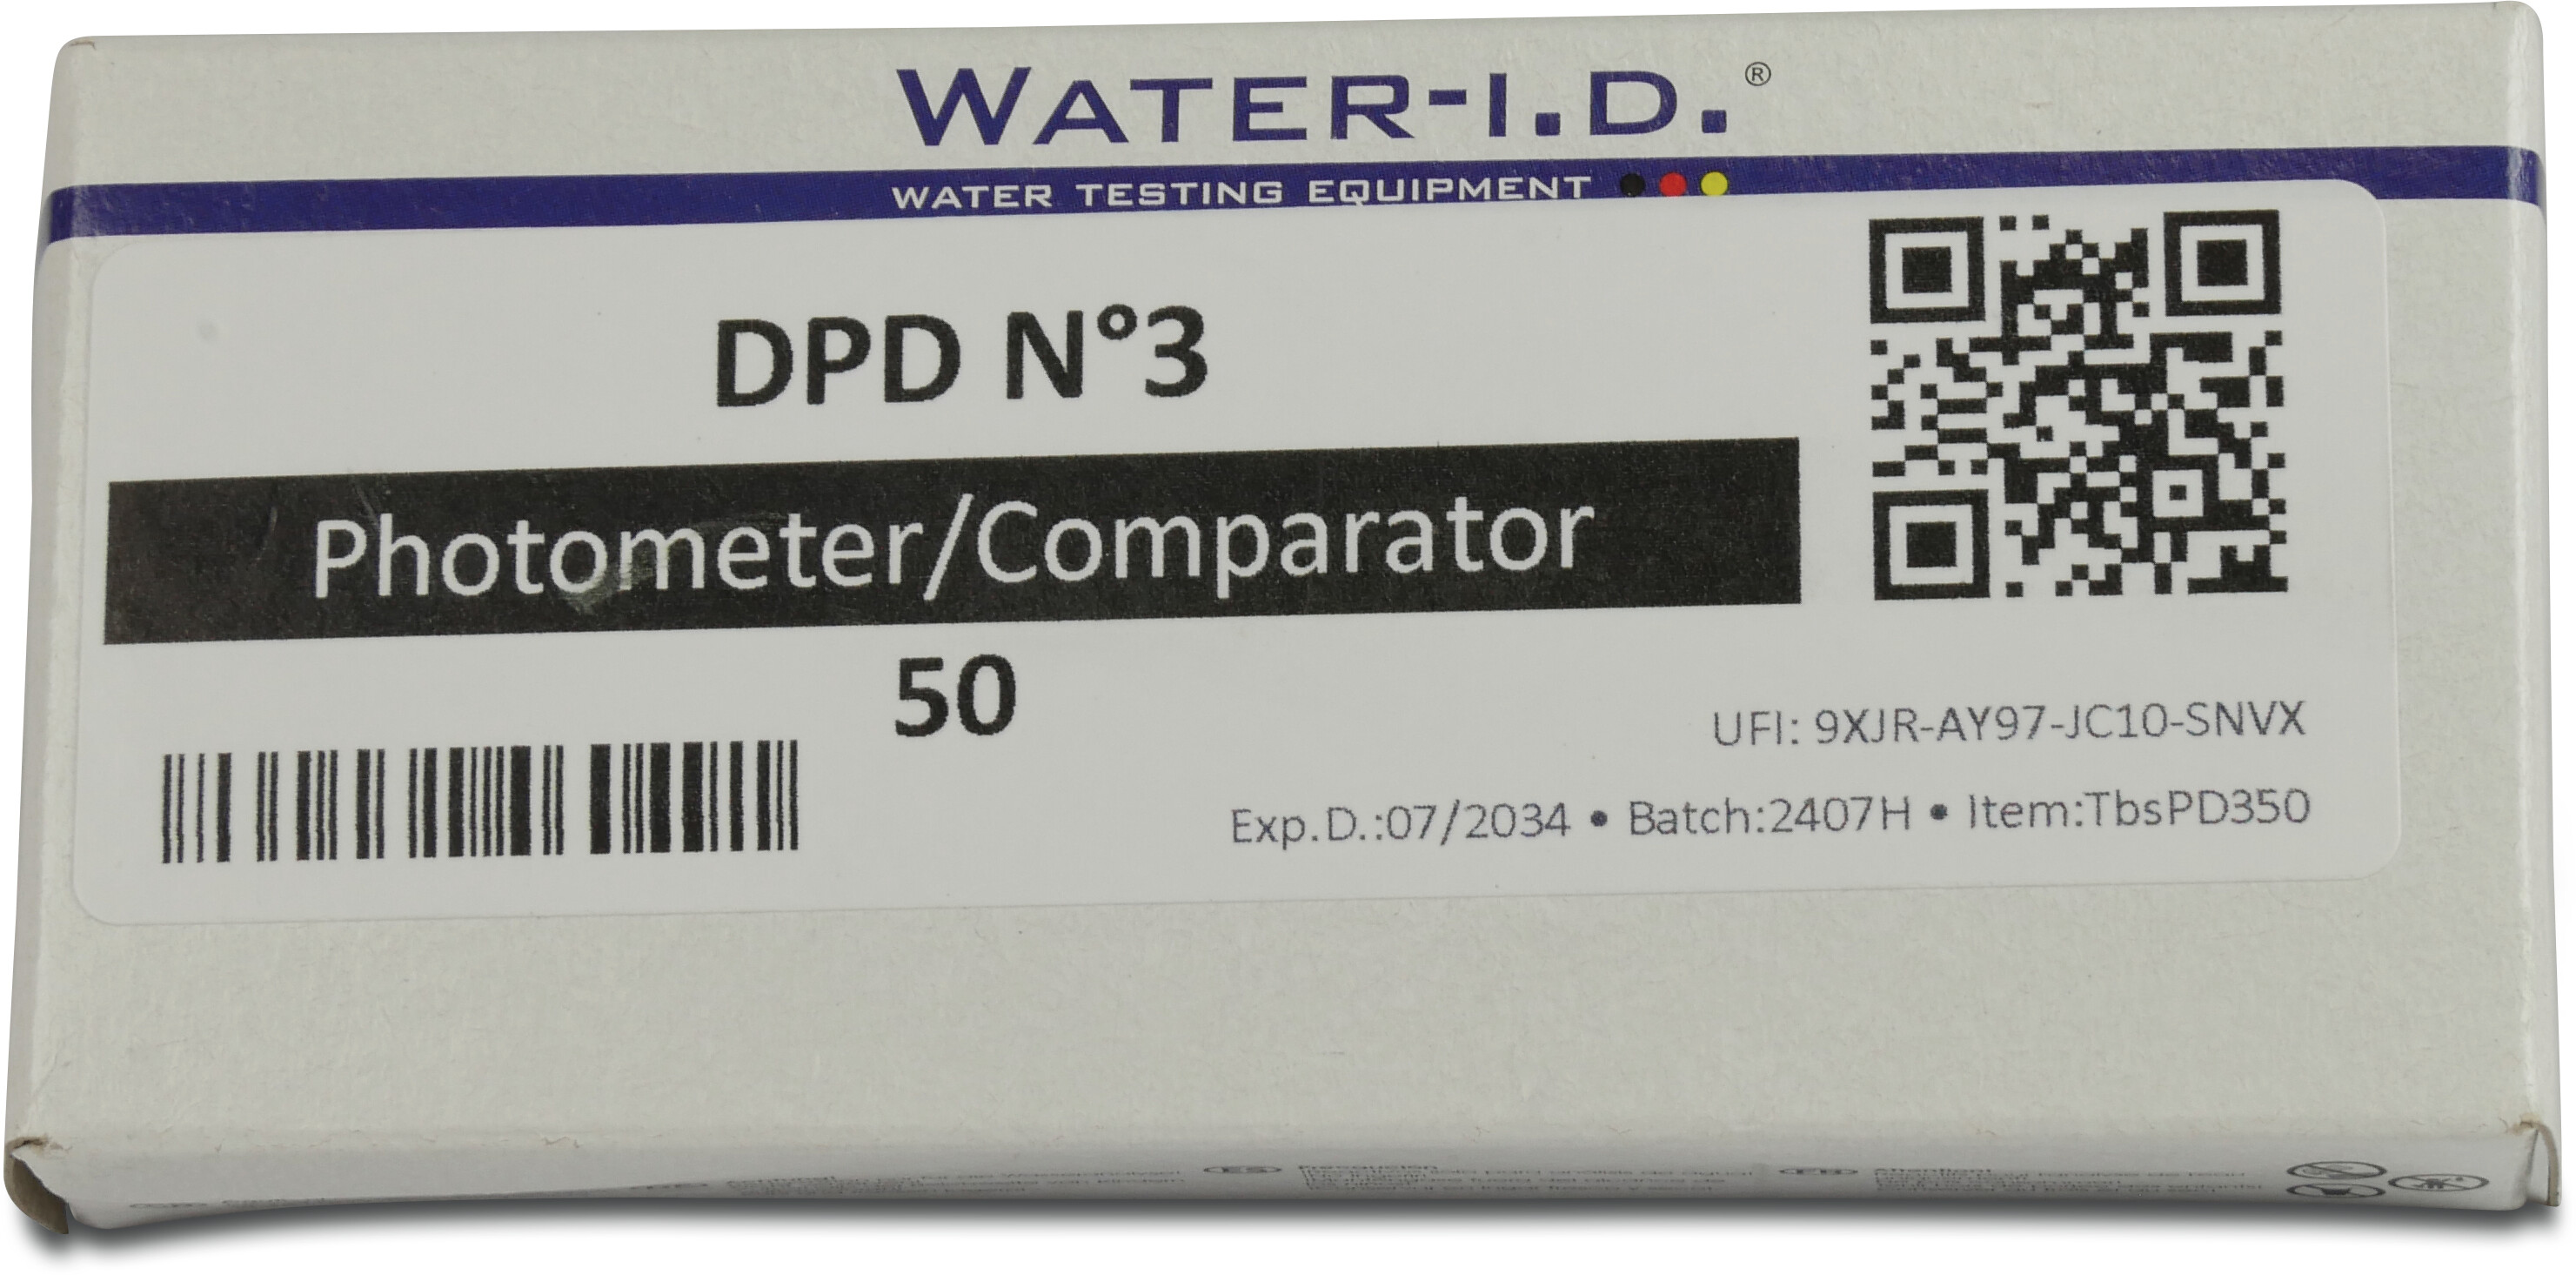 WATER-I.D.®
WATER TESTING EQUIPMENT
DPD N°3
Photometer/Comparator
50
UFI: 9XJR-AY97-JC10-SNVX
Exp.D.:07/2034 • Batch:2407H • Item:TbsPD350